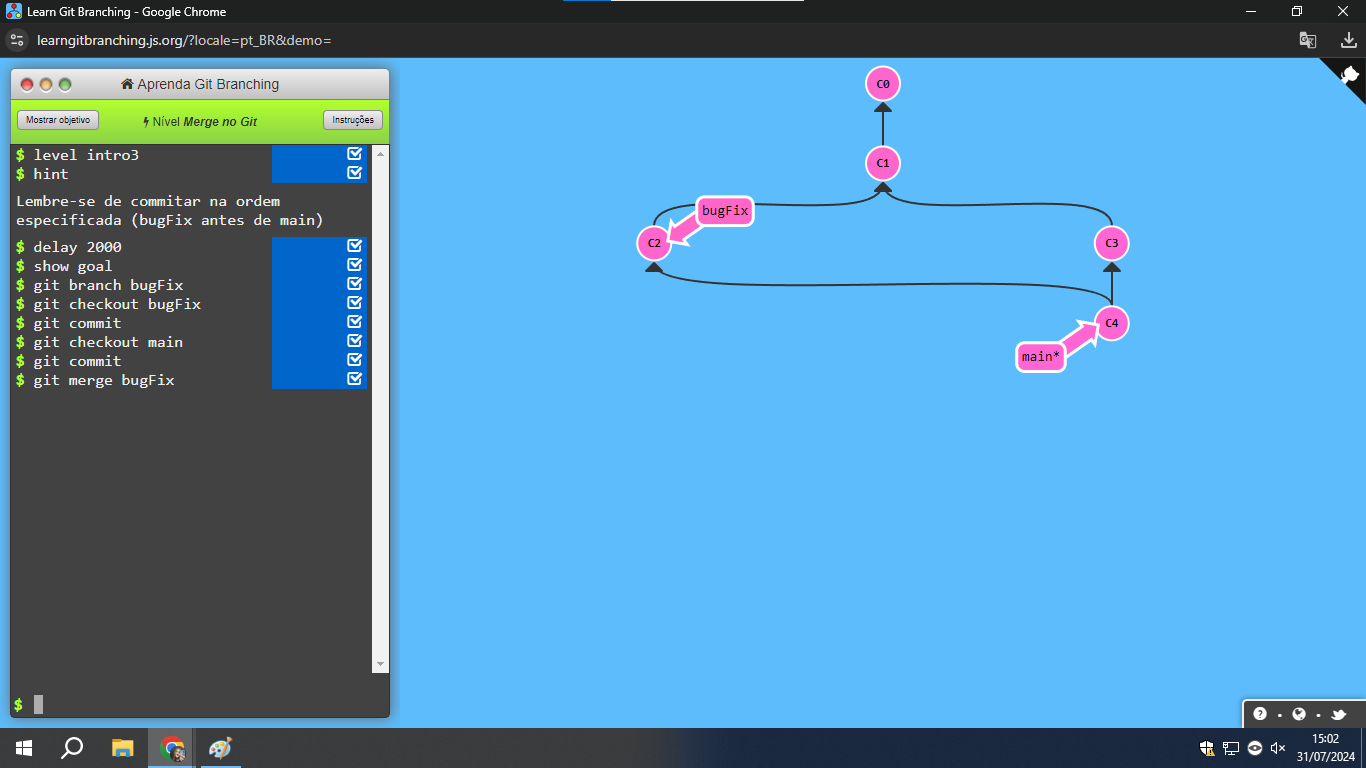 Learn Git Branching - Google Chrome
learngitbranching.js.org/?locale=pt_BR&demo=
Aprenda Git Branching
Mostrar objetivo
Nível Merge no Git
Instruções
$ level intro3
$ hint
Lembre-se de commitar na ordem
especificada (bugFix antes de main)
$ delay 2000
$ show goal
$ git branch bugFix
$ git checkout bugFix
$ git commit
$ git checkout main
$ git commit
$ git merge bugFix
$
C0
C1
bugFix
C2
C3
C4
main*
15:02
31/07/2024